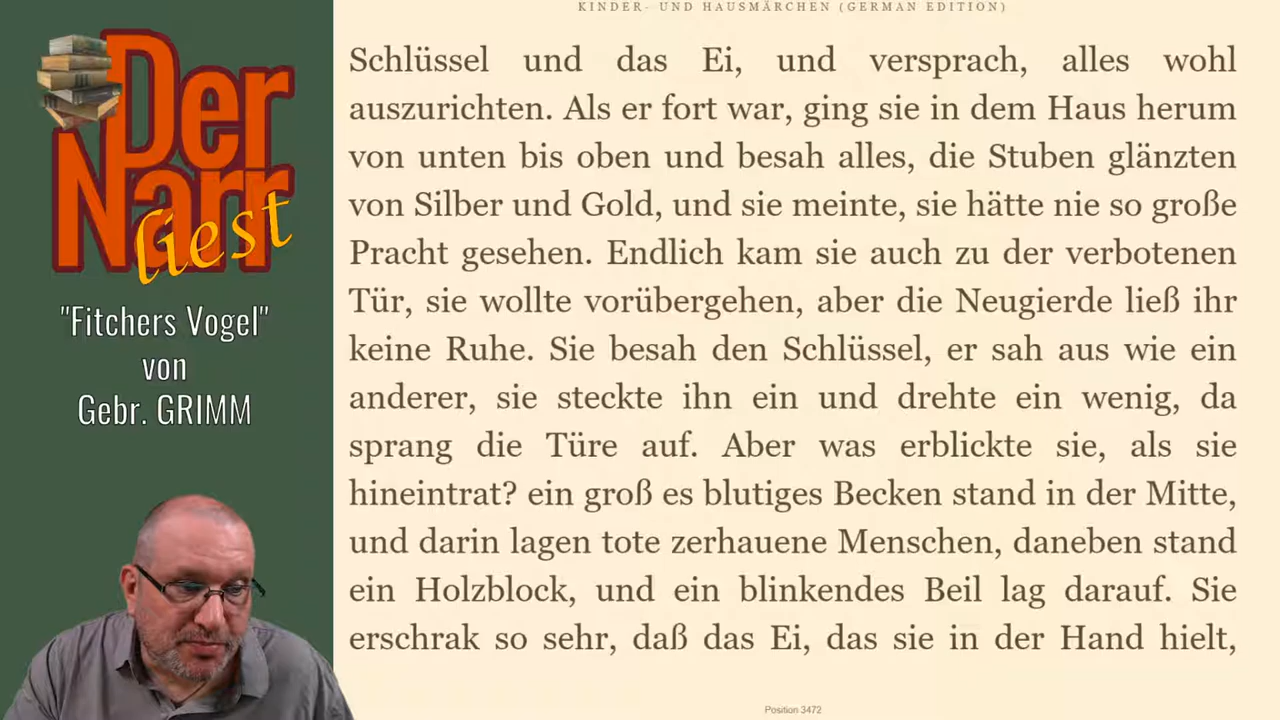 KINDER- UND HAUSMÄRCHEN (GERMAN EDITION)
Der
Narr
liest
"Fitchers Vogel"
von
Gebr. GRIMM
Schlüssel und das Ei, und versprach, alles wohl
auszurichten. Als er fort war, ging sie in dem Haus herum
von unten bis oben und besah alles, die Stuben glänzten
von Silber und Gold, und sie meinte, sie hätte nie so große
Pracht gesehen. Endlich kam sie auch zu der verbotenen
Tür, sie wollte vorübergehen, aber die Neugierde ließ ihr
keine Ruhe. Sie besah den Schlüssel, er sah aus wie ein
anderer, sie steckte ihn ein und drehte ein wenig, da
sprang die Türe auf. Aber was erblickte sie, als sie
hineintrat? ein groß es blutiges Becken stand in der Mitte,
und darin lagen tote zerhauene Menschen, daneben stand
ein Holzblock, und ein blinkendes Beil lag darauf. Sie
erschrak so sehr, daß das Ei, das sie in der Hand hielt,
Position 3472